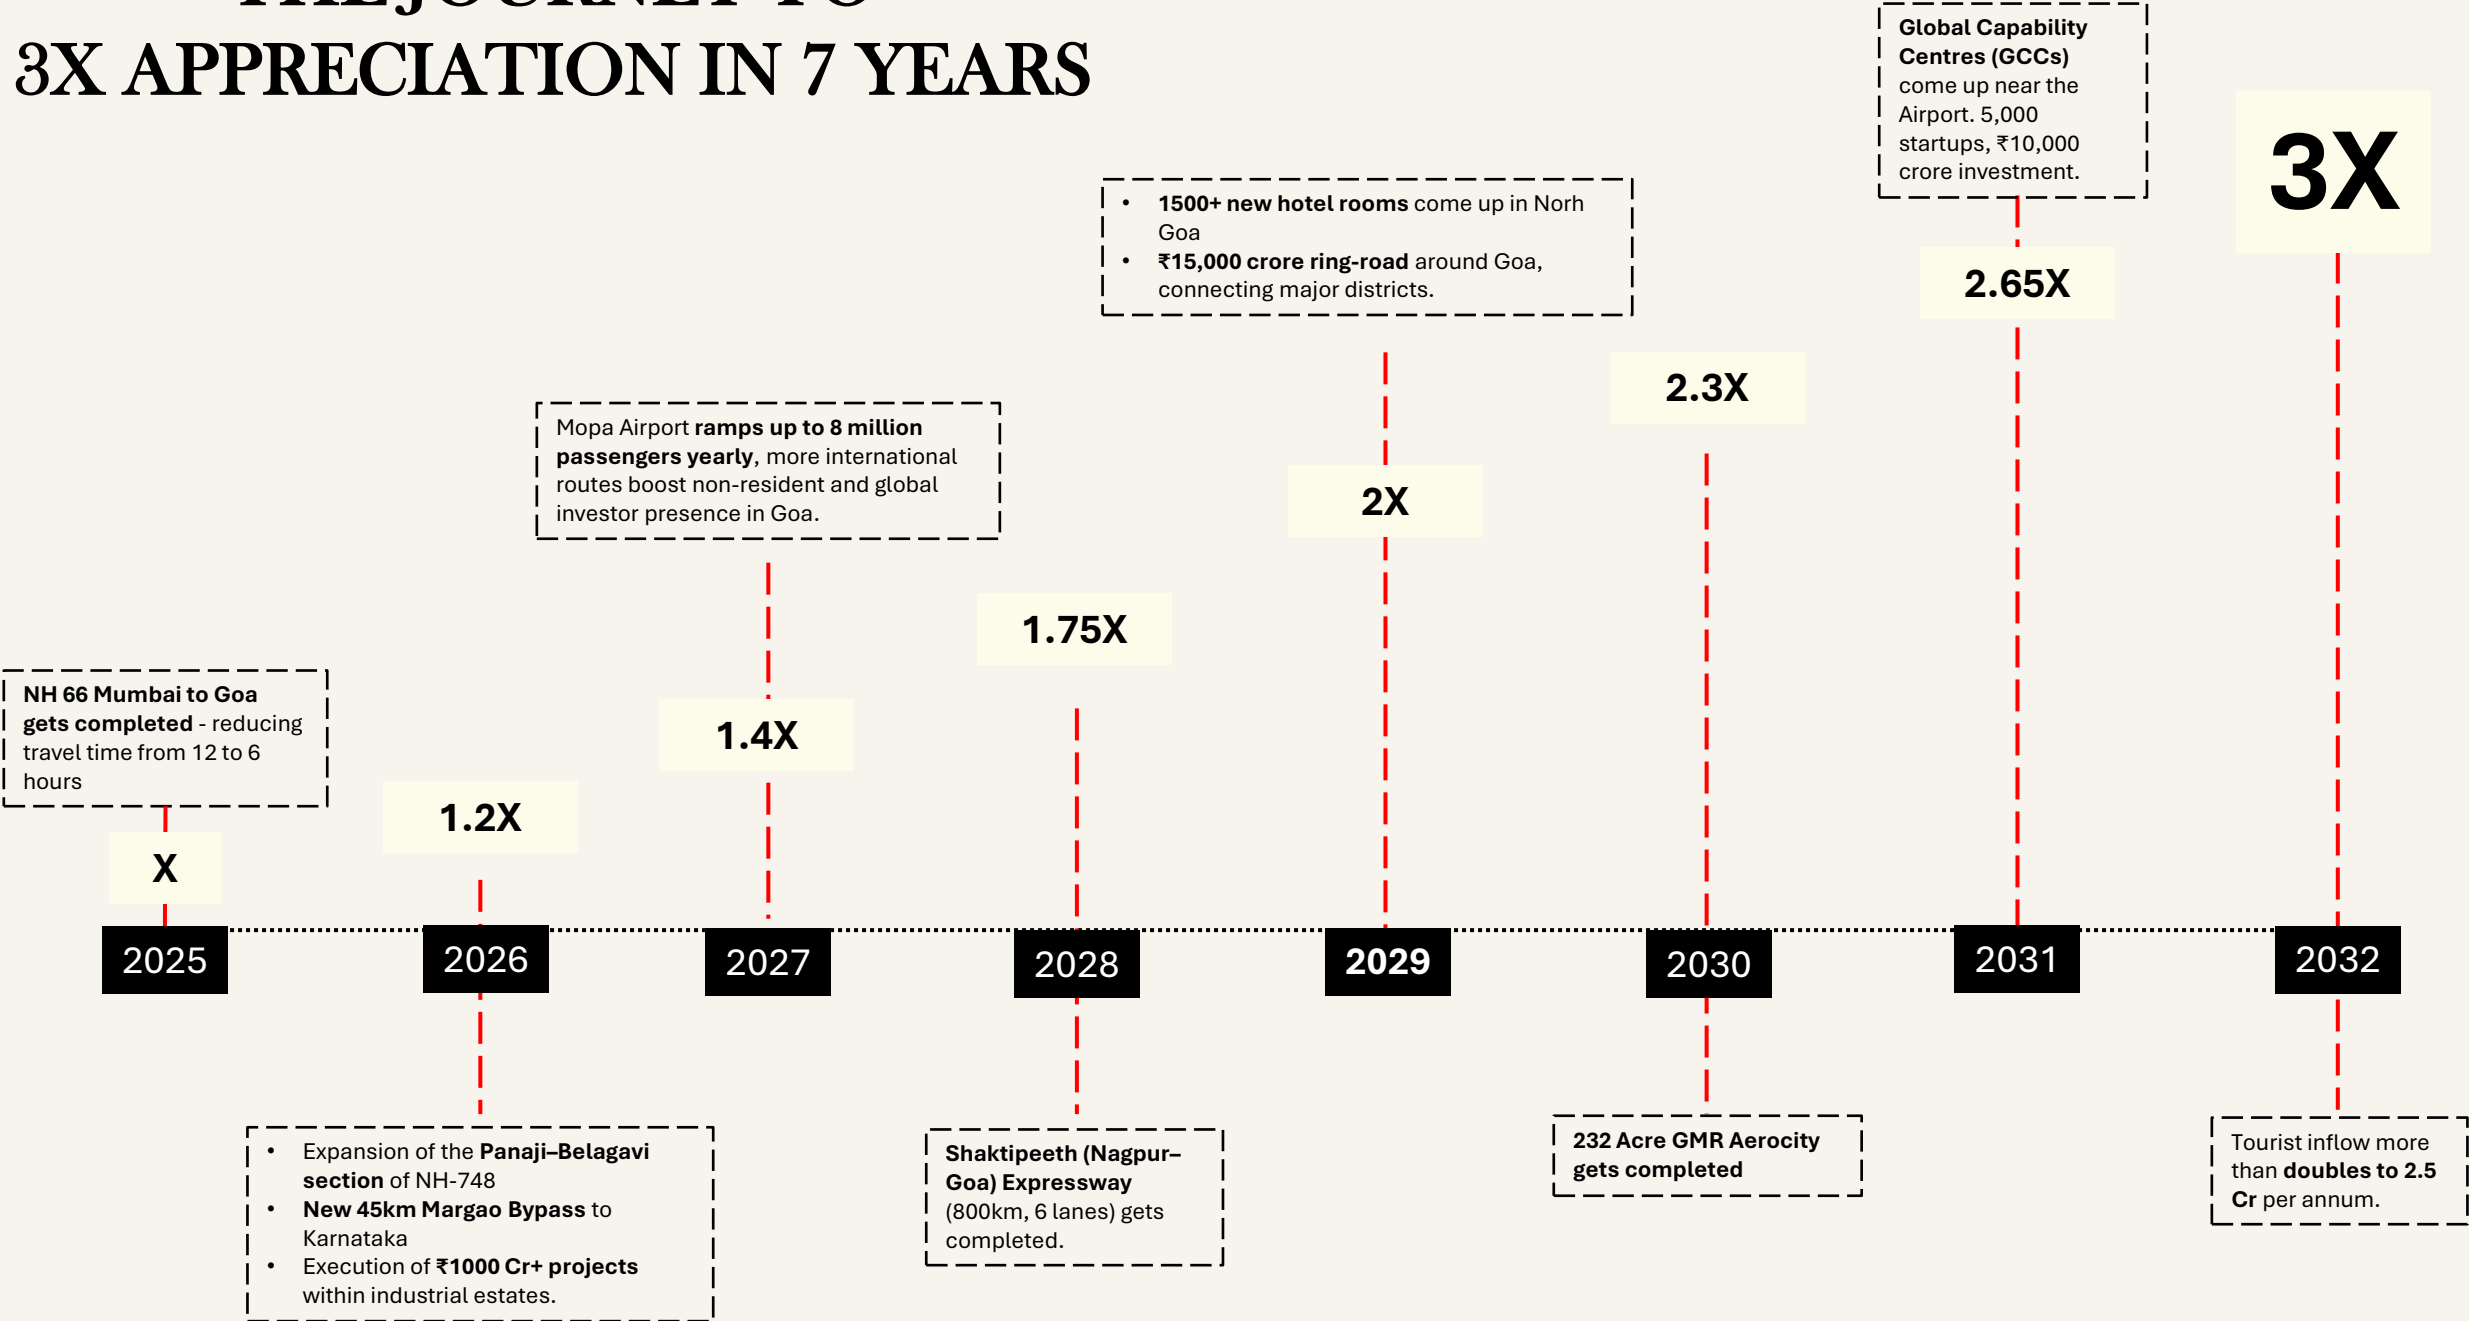 THE JOURNEY TO
3X APPRECIATION IN 7 YEARS
Global Capability
Centres (GCCs)
come up near the
Airport. 5,000
startups, ₹10,000
crore investment.
3X
• 1500+ new hotel rooms come up in Norh
Goa
• ₹15,000 crore ring-road around Goa,
connecting major districts.
2.65X
2.3X
Mopa Airport ramps up to 8 million
passengers yearly, more international
routes boost non-resident and global
investor presence in Goa.
2X
1.75X
NH 66 Mumbai to Goa
gets completed - reducing
travel time from 12 to 6
hours
1.4X
1.2X
X
2025
2026
2027
2028
2029
2030
2031
2032
• Expansion of the Panaji–Belagavi
section of NH-748
• New 45km Margao Bypass to
Karnataka
• Execution of ₹1000 Cr+ projects
within industrial estates.
Shaktipeeth (Nagpur–
Goa) Expressway
(800km, 6 lanes) gets
completed.
232 Acre GMR Aerocity
gets completed
Tourist inflow more
than doubles to 2.5
Cr per annum.